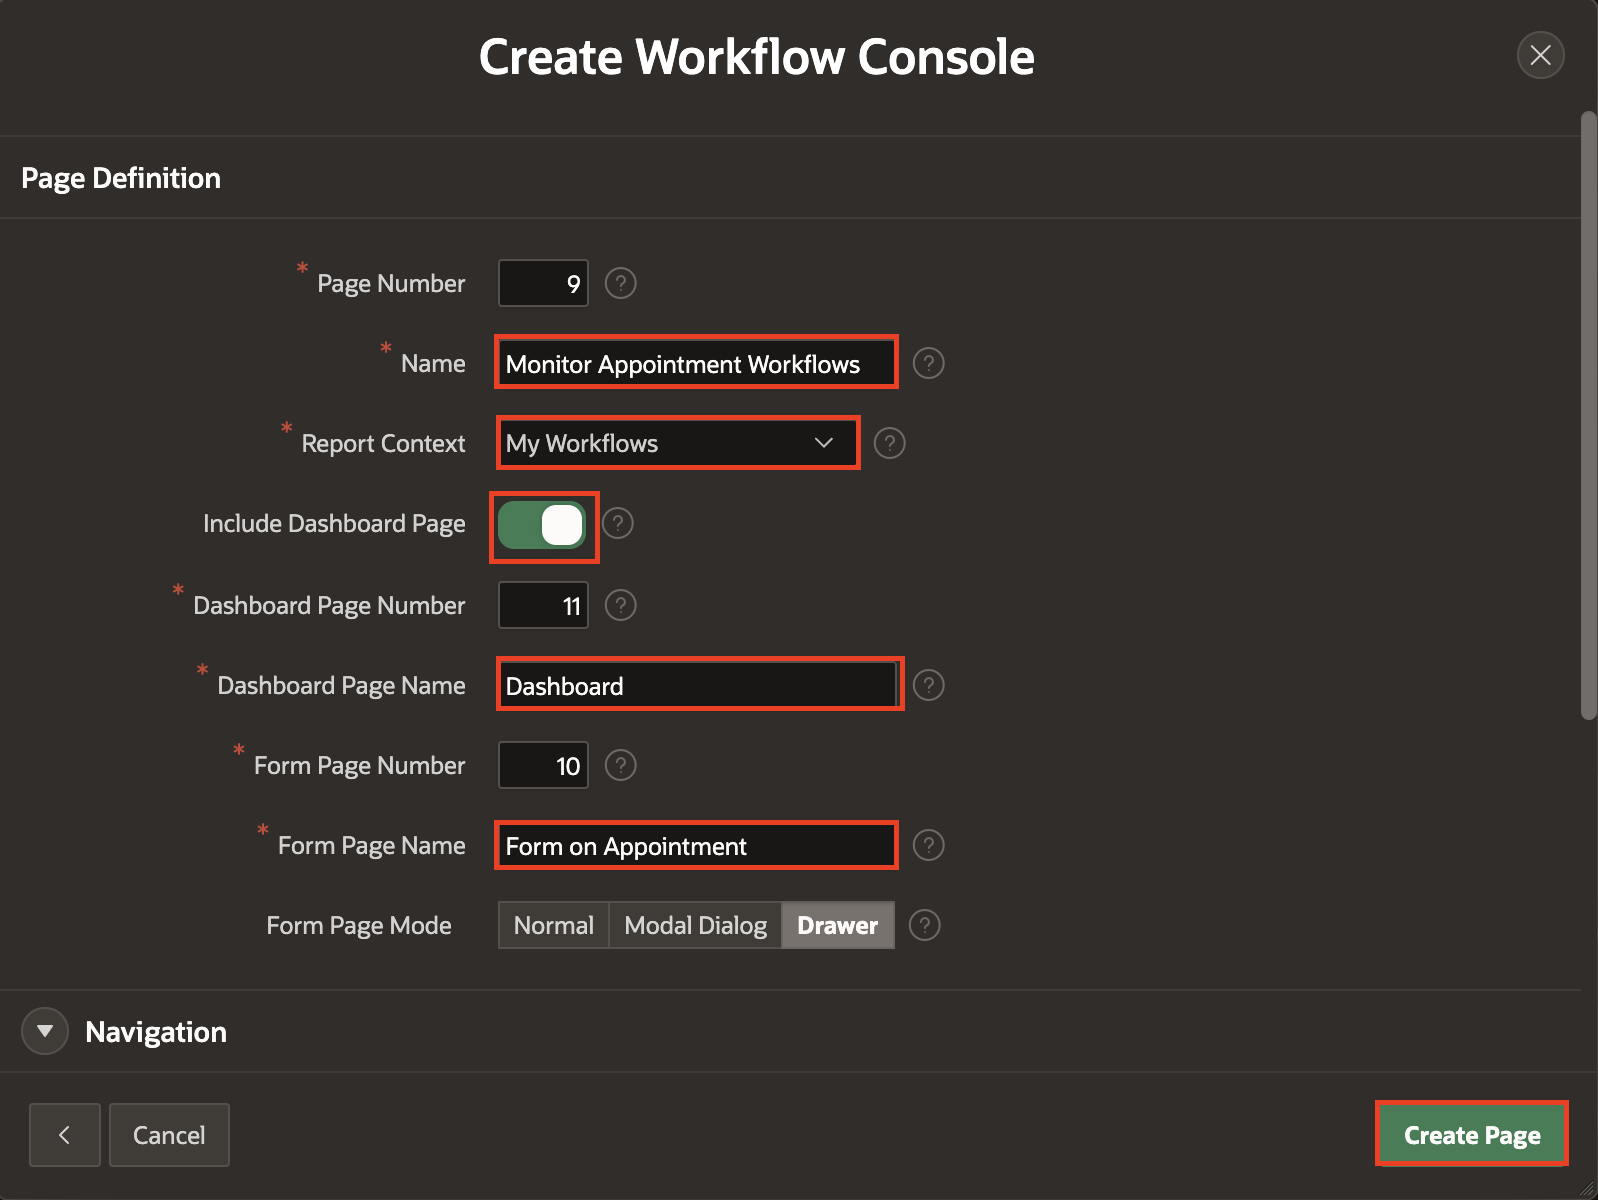 Create Workflow Console
Page Definition
* Page Number 9 ?
* Name Monitor Appointment Workflows ?
* Report Context My Workflows ?
Include Dashboard Page ?
* Dashboard Page Number 11 ?
* Dashboard Page Name Dashboard ?
* Form Page Number 10 ?
* Form Page Name Form on Appointment ?
Form Page Mode Normal Modal Dialog Drawer ?
Navigation
Cancel Create Page